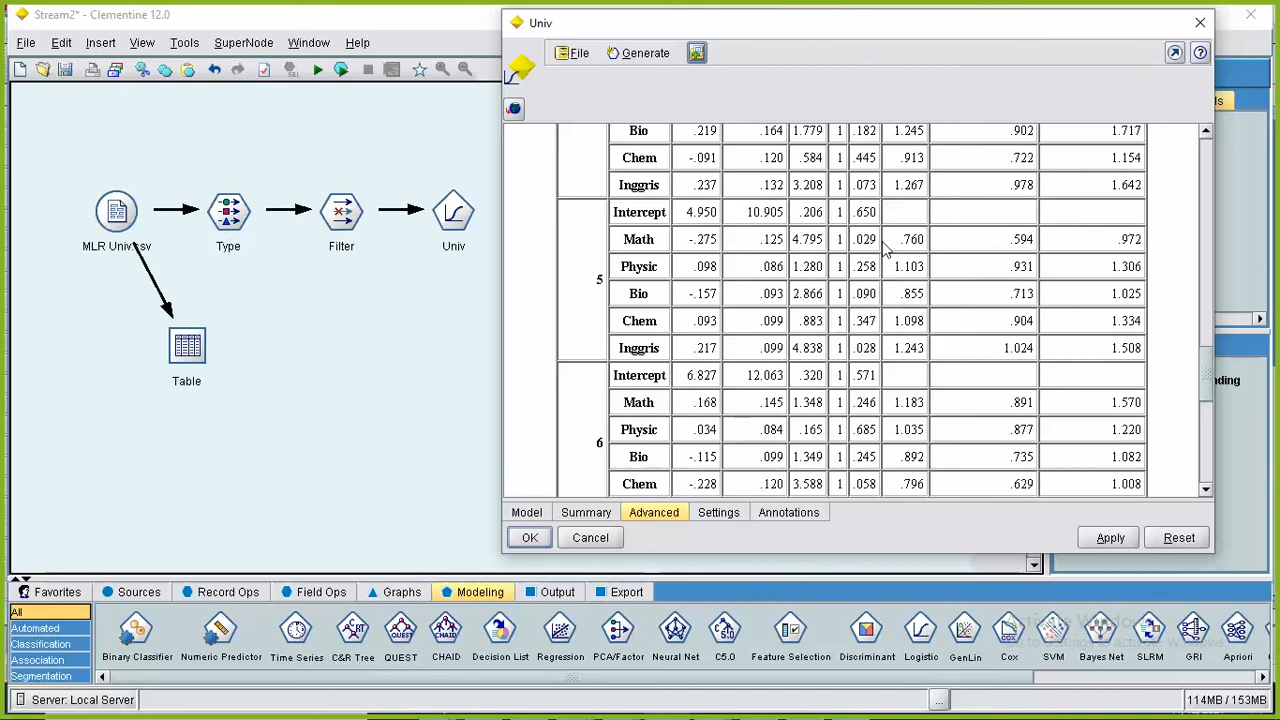 Stream2* - Clementine 12.0
File Edit Insert View Tools SuperNode Window Help
MLR Univ.sv
Type
Filter
Univ
Table
Univ
File Generate
Bio .219 .164 1.779 1 .182 1.245 .902 1.717
Chem -.091 .120 .584 1 .445 .913 .722 1.154
Inggris .237 .132 3.208 1 .073 1.267 .978 1.642
5
Intercept 4.950 10.905 .206 1 .650
Math -.275 .125 4.795 1 .029 .760 .594 .972
Physic .098 .086 1.280 1 .258 1.103 .931 1.306
Bio -.157 .093 2.866 1 .090 .855 .713 1.025
Chem .093 .099 .883 1 .347 1.098 .904 1.334
Inggris .217 .099 4.838 1 .028 1.243 1.024 1.508
6
Intercept 6.827 12.063 .320 1 .571
Math .168 .145 1.348 1 .246 1.183 .891 1.570
Physic .034 .084 .165 1 .685 1.035 .877 1.220
Bio -.115 .099 1.349 1 .245 .892 .735 1.082
Chem -.228 .120 3.588 1 .058 .796 .629 1.008
Model Summary Advanced Settings Annotations
OK Cancel Apply Reset
Favorites Sources Record Ops Field Ops Graphs Modeling Output Export
All
Automated
Classification
Association
Segmentation
Binary Classifier Numeric Predictor Time Series C&R Tree QUEST CHAID Decision List Regression PCA/Factor Neural Net C5.0 Feature Selection Discriminant Logistic GenLin Cox SVM Bayes Net SLRM GRI Apriori
Activate Windows
Go to Settings to activate Windows.
Server: Local Server ... 114MB / 153MB